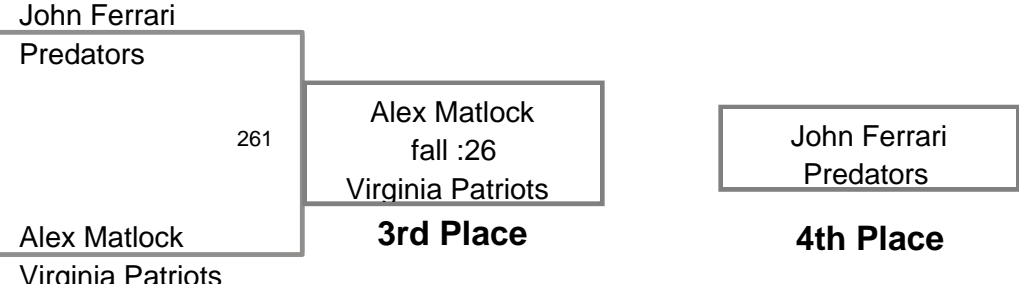 John Ferrari
Predators
261
Alex Matlock
fall :26
Virginia Patriots
3rd Place
John Ferrari
Predators
4th Place
Alex Matlock
Virginia Patriots